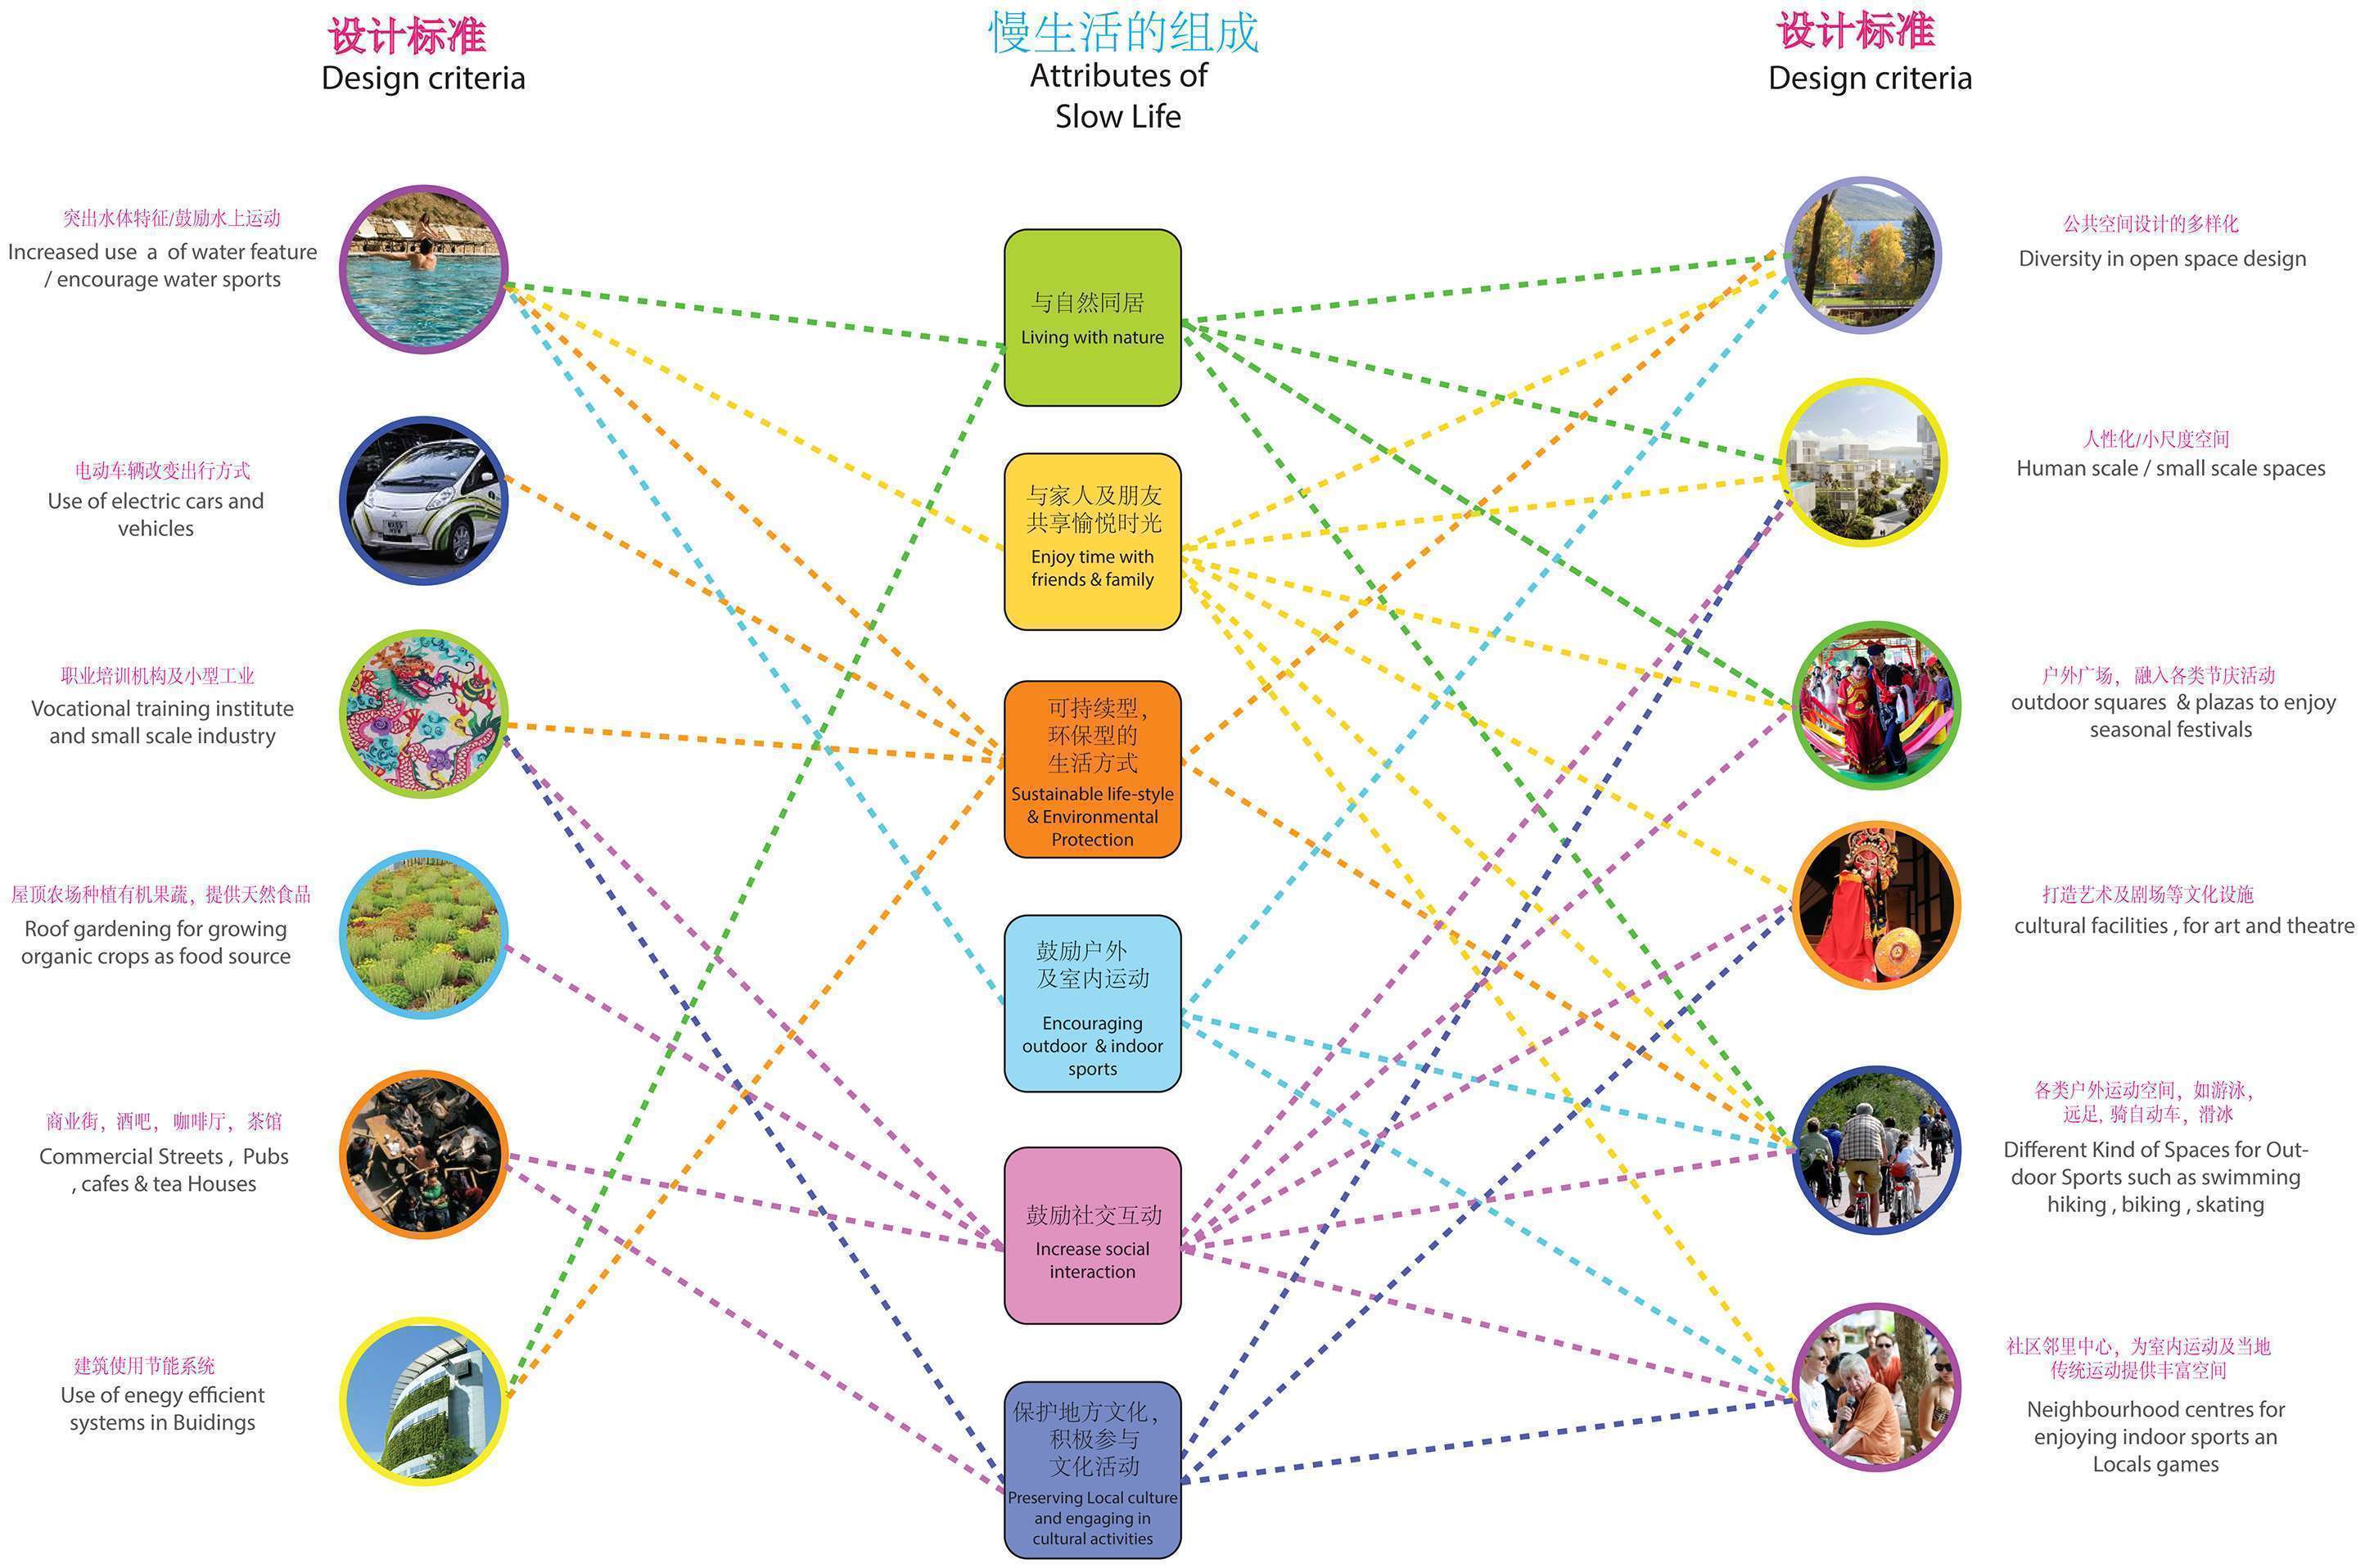 设计标准
Design criteria
慢生活的组成
Attributes of
Slow Life
设计标准
Design criteria
突出水体特征/鼓励水上运动
Increased use a of water feature
/ encourage water sports
电动车辆改变出行方式
Use of electric cars and
vehicles
职业培训机构及小型工业
Vocational training institute
and small scale industry
屋顶农场种植有机果蔬，提供天然食品
Roof gardening for growing
organic crops as food source
商业街，酒吧，咖啡厅，茶馆
Commercial Streets , Pubs
, cafes & tea Houses
建筑使用节能系统
Use of enegy efficient
systems in Buidings
与自然同居
Living with nature
与家人及朋友
共享愉悦时光
Enjoy time with
friends & family
可持续型，
环保型的
生活方式
Sustainable life-style
& Environmental
Protection
鼓励户外
及室内运动
Encouraging
outdoor & indoor
sports
鼓励社交互动
Increase social
interaction
保护地方文化，
积极参与
文化活动
Preserving Local culture
and engaging in
cultural activities
公共空间设计的多样化
Diversity in open space design
人性化/小尺度空间
Human scale / small scale spaces
户外广场，融入各类节庆活动
outdoor squares & plazas to enjoy
seasonal festivals
打造艺术及剧场等文化设施
cultural facilities , for art and theatre
各类户外运动空间，如游泳，
远足, 骑自动车，滑冰
Different Kind of Spaces for Out-
door Sports such as swimming
hiking , biking , skating
社区邻里中心，为室内运动及当地
传统运动提供丰富空间
Neighbourhood centres for
enjoying indoor sports an
Locals games